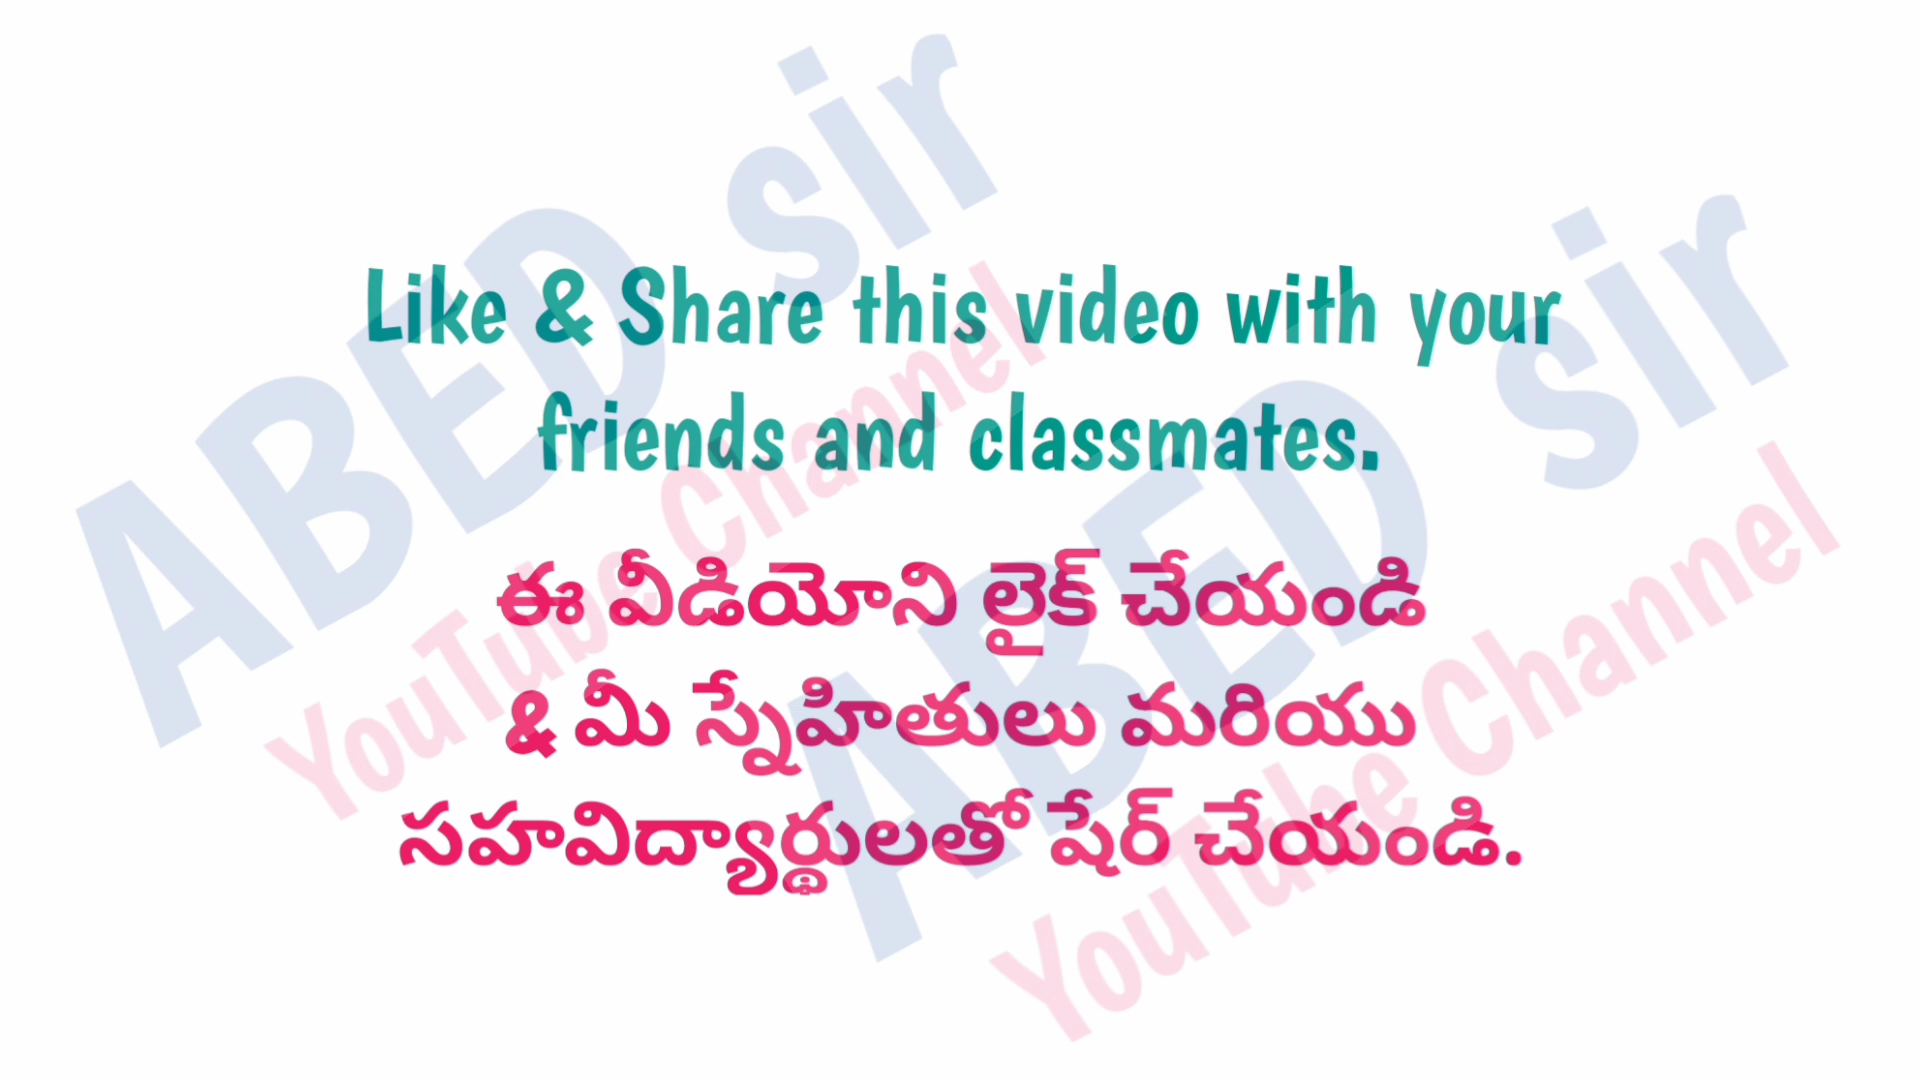 Like & Share this video with your
friends and classmates.
ఈ వీడియోని లైక్ చేయండి
& మీ స్నేహితులు మరియు
సహవిద్యార్థులతో షేర్ చేయండి.
ABED sir
YouTube Channel
ABED sir
YouTube Channel